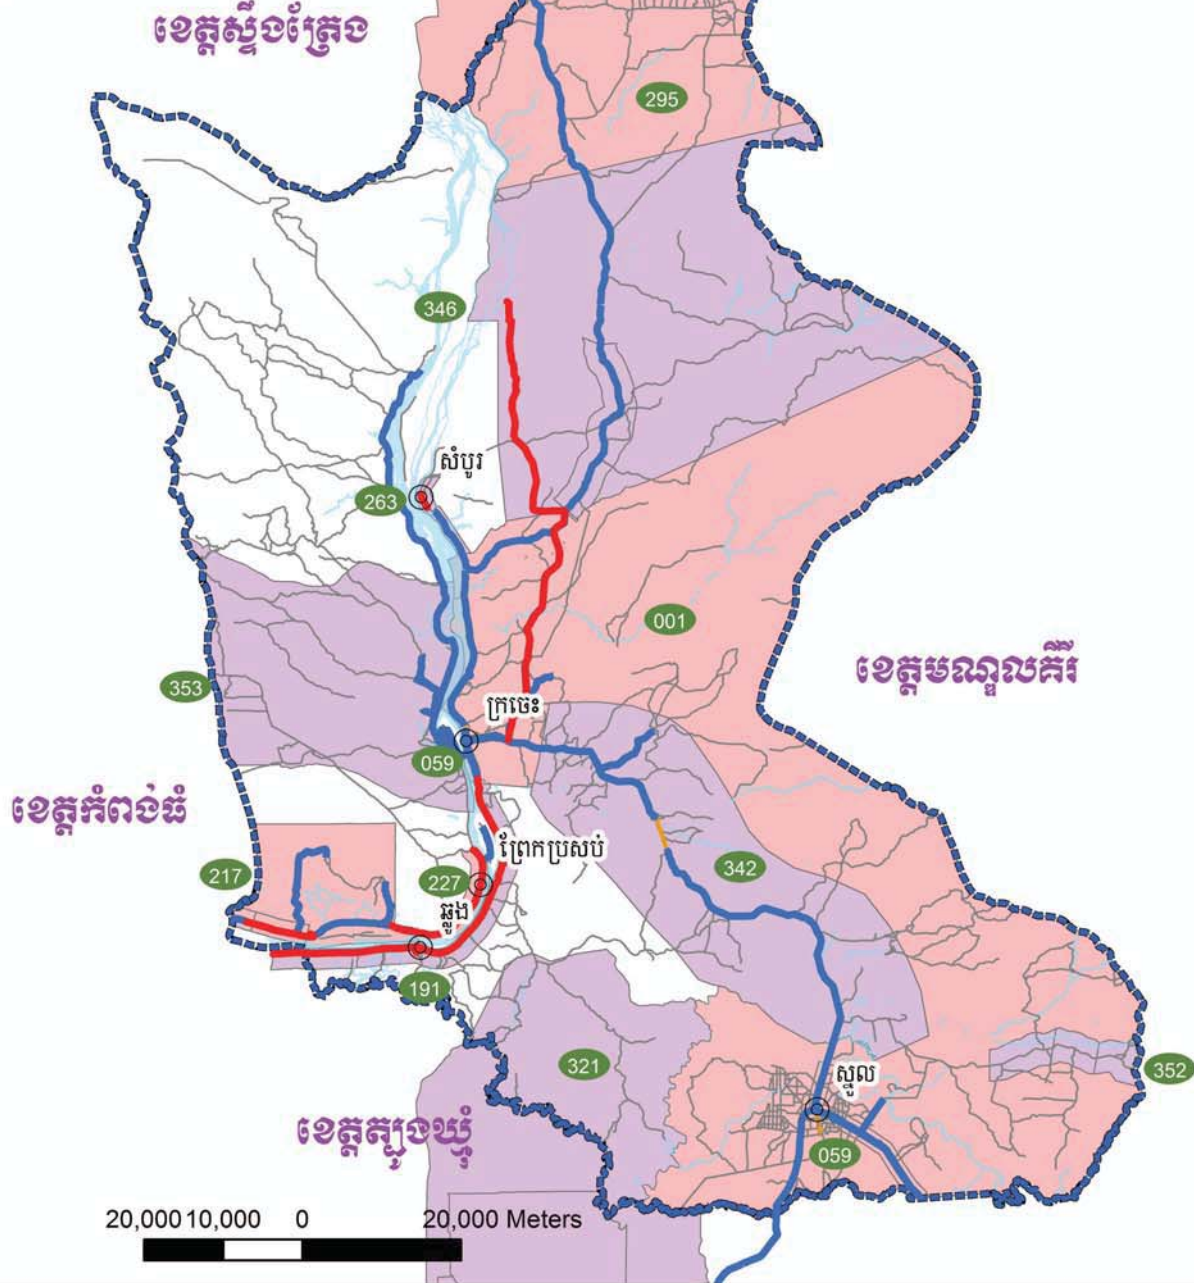 ខេត្តស្ទឹងត្រែង
295
346
សំបូរ
263
001
ខេត្តមណ្ឌលគិរី
353
ក្រចេះ
059
ខេត្តកំពង់ធំ
ព្រែកប្រសប់
342
217
227
ឆ្លូង
191
321
352
ស្នួល
ខេត្តត្បូងឃ្មុំ
059
20,000 10,000 0 20,000 Meters